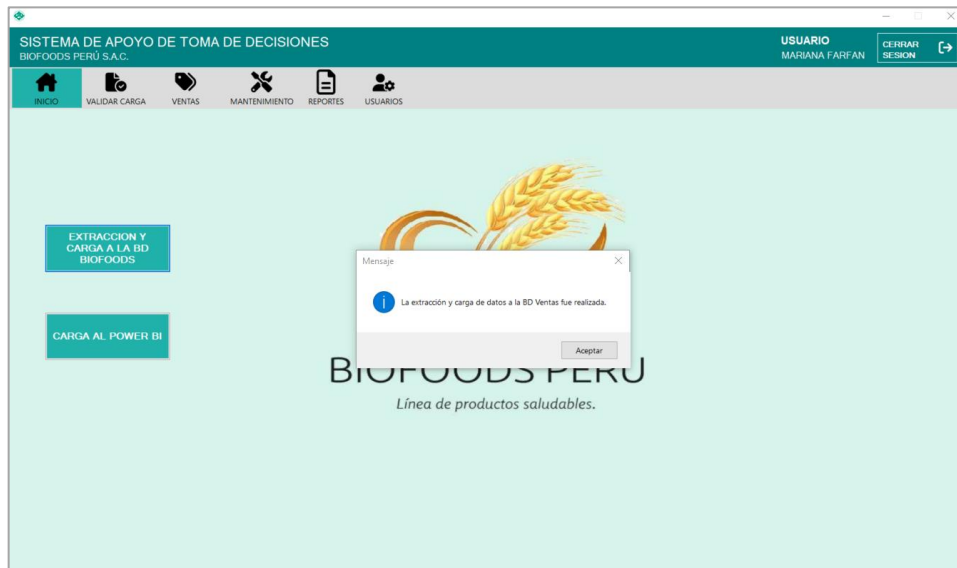 SISTEMA DE APOYO DE TOMA DE DECISIONES
BIOFOODS PERÚ S.A.C.
USUARIO
MARIANA FARFAN
CERRAR
SESION
INICIO
VALIDAR CARGA
VENTAS
MANTENIMIENTO
REPORTES
USUARIOS
EXTRACCION Y
CARGA A LA BD
BIOFOODS
CARGA AL POWER BI
Mensaje
La extracción y carga de datos a la BD Ventas fue realizada.
Aceptar
BIOFOODS PERU
Línea de productos saludables.